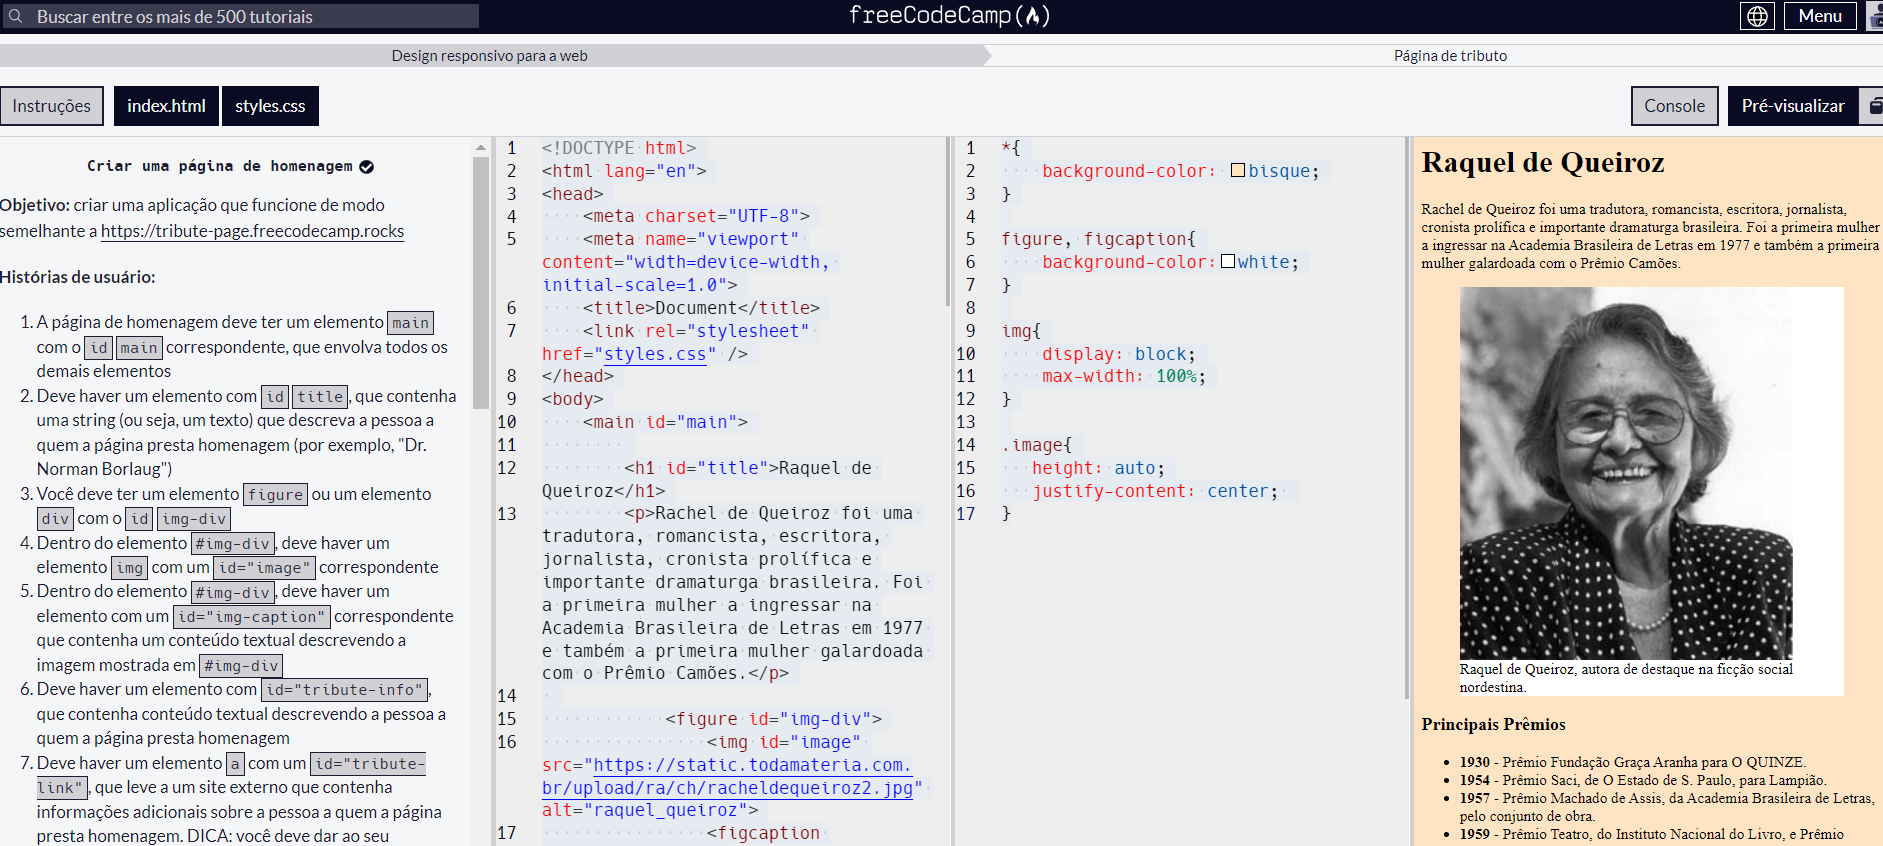 Buscar entre os mais de 500 tutoriais
freeCodeCamp
Menu
Design responsivo para a web
Página de tributo
Instruções
index.html
styles.css
Console
Pré-visualizar
Criar uma página de homenagem
Objetivo: criar uma aplicação que funcione de modo
semelhante a https://tribute-page.freecodecamp.rocks
Histórias de usuário:
1. A página de homenagem deve ter um elemento main
com o id main correspondente, que envolva todos os
demais elementos
2. Deve haver um elemento com id title, que contenha
uma string (ou seja, um texto) que descreva a pessoa a
quem a página presta homenagem (por exemplo, "Dr.
Norman Borlaug")
3. Você deve ter um elemento figure ou um elemento
div com o id img-div
4. Dentro do elemento #img-div, deve haver um
elemento img com um id="image" correspondente
5. Dentro do elemento #img-div, deve haver um
elemento com um id="img-caption" correspondente
que contenha um conteúdo textual descrevendo a
imagem mostrada em #img-div
6. Deve haver um elemento com id="tribute-info",
que contenha conteúdo textual descrevendo a pessoa a
quem a página presta homenagem
7. Deve haver um elemento a com um id="tribute-
link", que leve a um site externo que contenha
informações adicionais sobre a pessoa a quem a página
presta homenagem. DICA: você deve dar ao seu
1 <!DOCTYPE html>
2 <html lang="en">
3 <head>
4 <meta charset="UTF-8">
5 <meta name="viewport"
content="width=device-width,
initial-scale=1.0">
6 <title>Document</title>
7 <link rel="stylesheet"
href="styles.css" />
8 </head>
9 <body>
10 <main id="main">
11
12 <h1 id="title">Raquel de
Queiroz</h1>
13 <p>Rachel de Queiroz foi uma
tradutora, romancista, escritora,
jornalista, cronista prolífica e
importante dramaturga brasileira. Foi
a primeira mulher a ingressar na
Academia Brasileira de Letras em 1977
e também a primeira mulher galardoada
com o Prêmio Camões.</p>
14
15 <figure id="img-div">
16 <img id="image"
src="https://static.todamateria.com.
br/upload/ra/ch/racheldequeiroz2.jpg"
alt="raquel_queiroz">
17 <figcaption
1 *{
2 background-color: bisque;
3 }
4
5 figure, figcaption{
6 background-color: white;
7 }
8
9 img{
10 display: block;
11 max-width: 100%;
12 }
13
14 .image{
15 height: auto;
16 justify-content: center;
17 }
Raquel de Queiroz
Rachel de Queiroz foi uma tradutora, romancista, escritora, jornalista,
cronista prolífica e importante dramaturga brasileira. Foi a primeira mulher
a ingressar na Academia Brasileira de Letras em 1977 e também a primeira
mulher galardoada com o Prêmio Camões.
Raquel de Queiroz, autora de destaque na ficção social
nordestina.
Principais Prêmios
1930 - Prêmio Fundação Graça Aranha para O QUINZE.
1954 - Prêmio Saci, de O Estado de S. Paulo, para Lampião.
1957 - Prêmio Machado de Assis, da Academia Brasileira de Letras,
pelo conjunto de obra.
1959 - Prêmio Teatro, do Instituto Nacional do Livro, e Prêmio